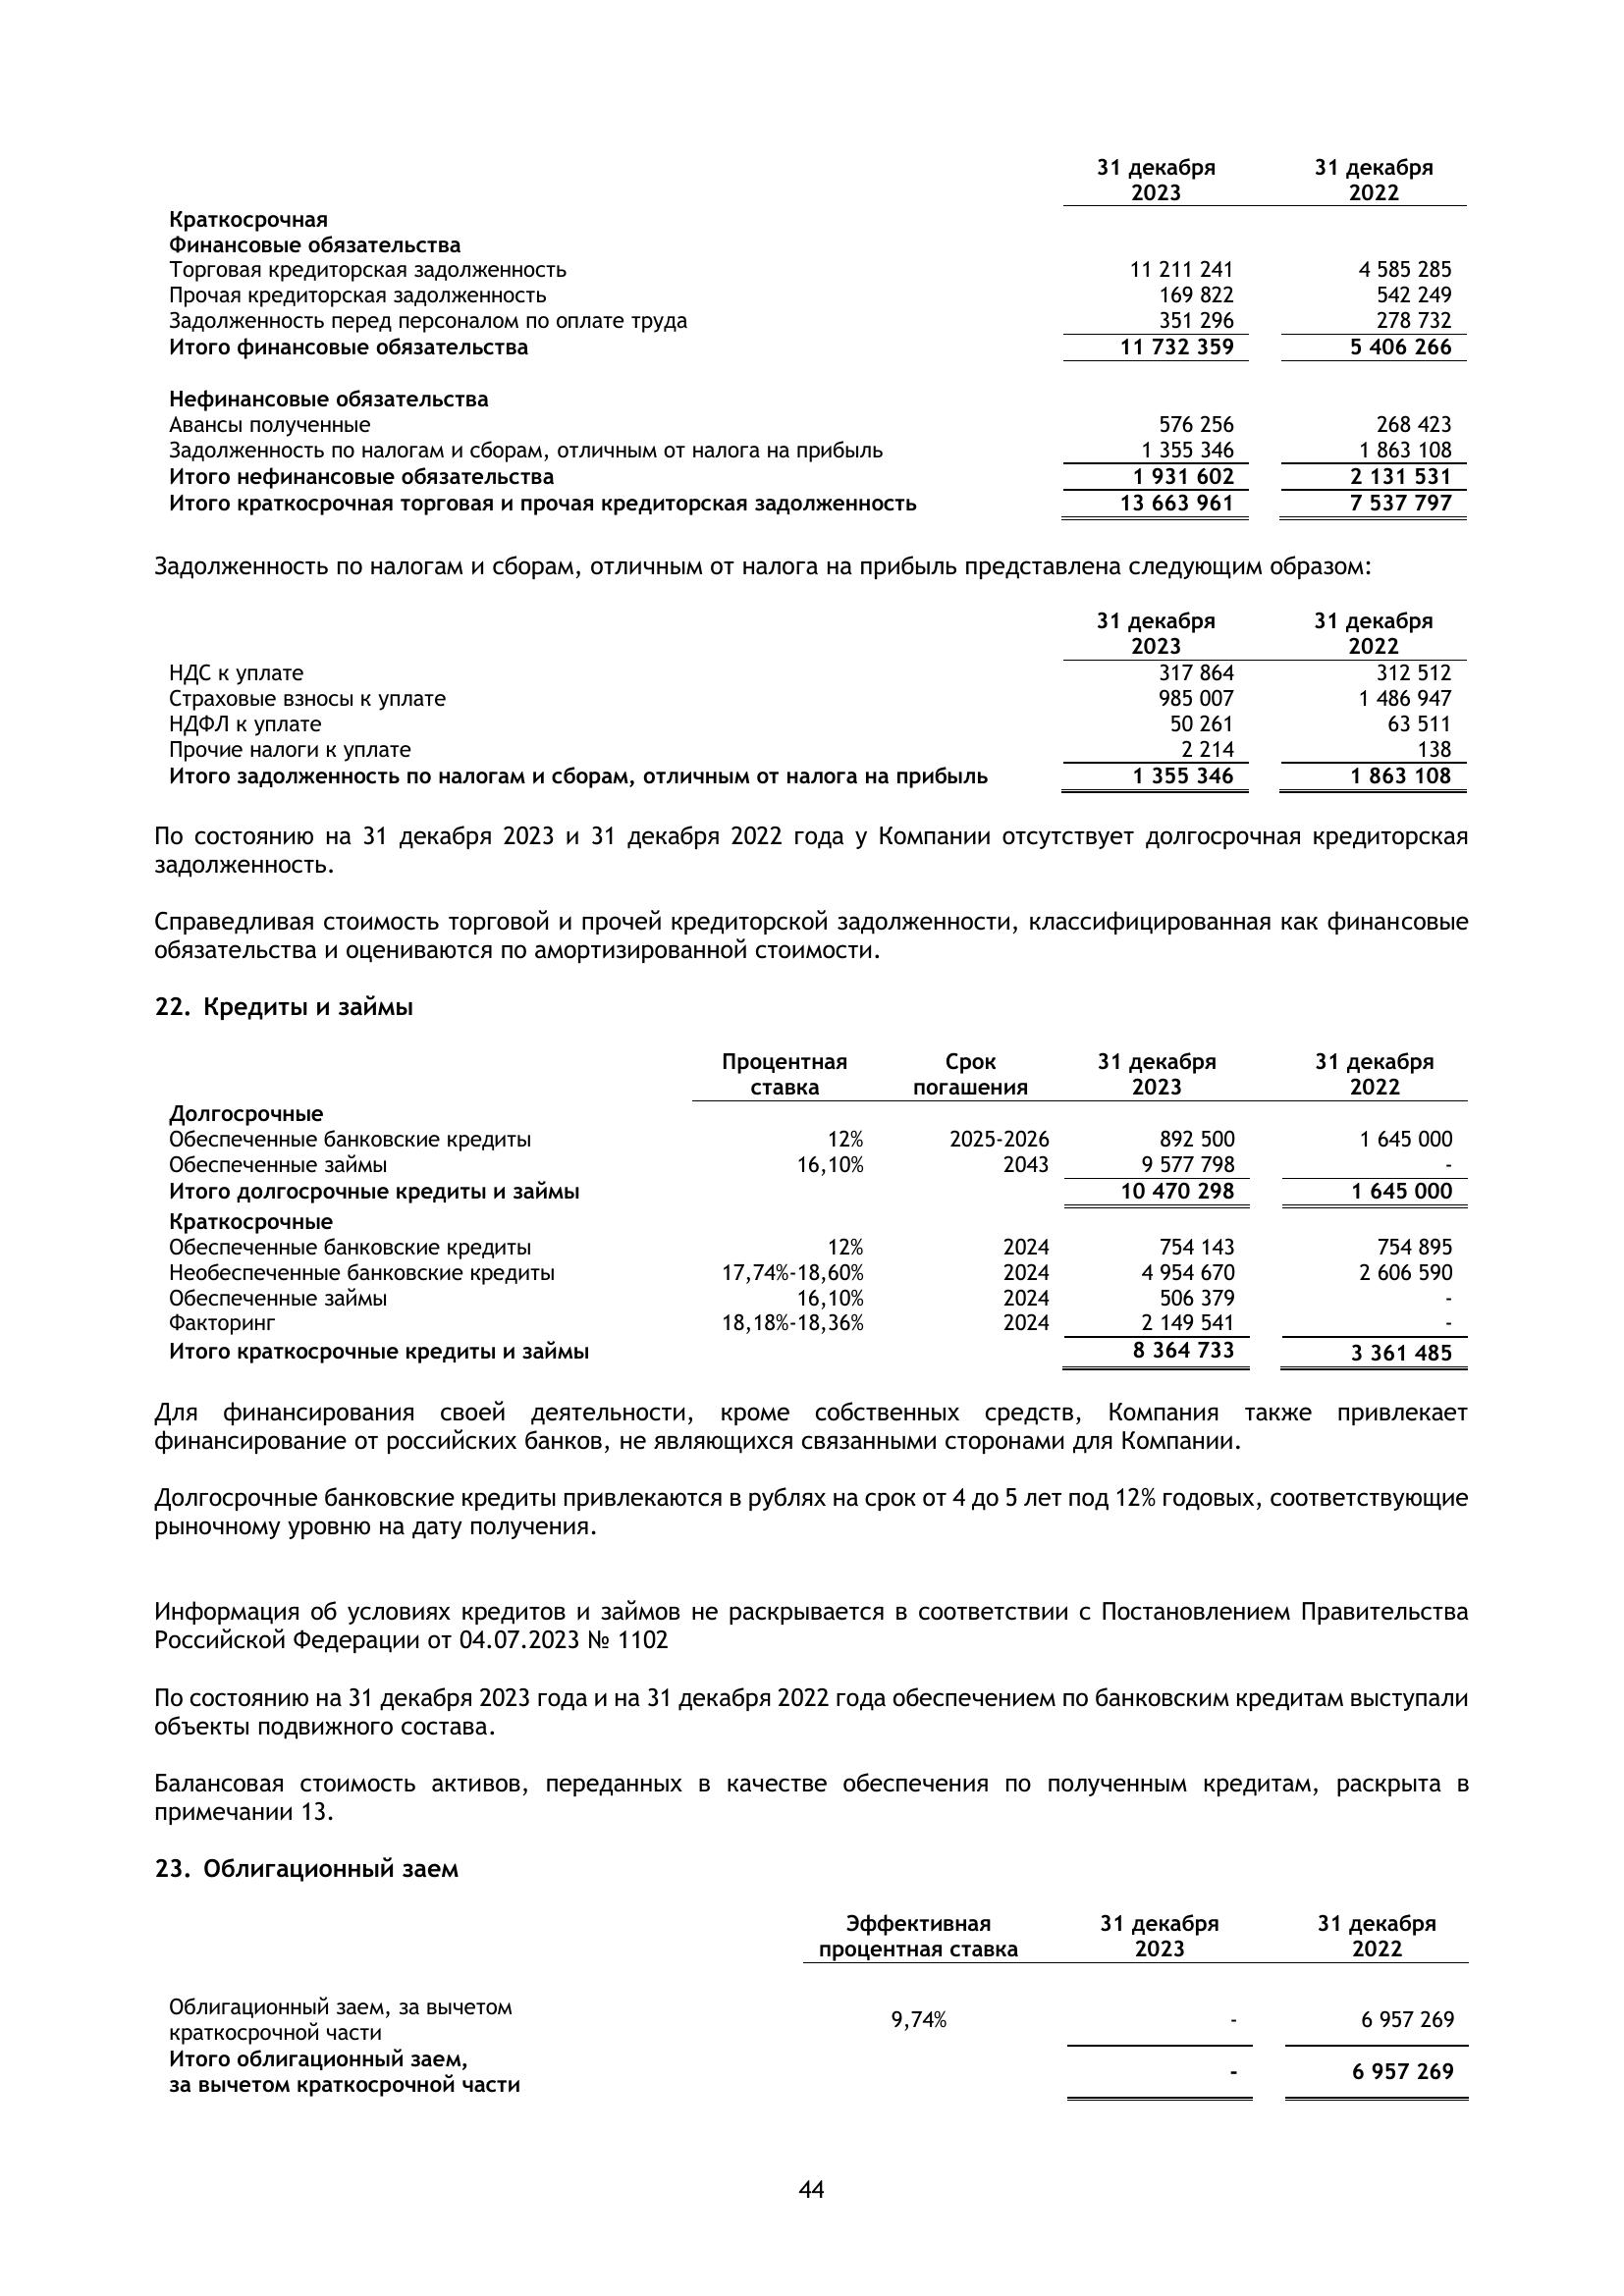 31 декабря 31 декабря
2023 2022
Краткосрочная
Финансовые обязательства
Торговая кредиторская задолженность 11 211 241 4 585 285
Прочая кредиторская задолженность 169 822 542 249
Задолженность перед персоналом по оплате труда 351 296 278 732
Итого финансовые обязательства 11 732 359 5 406 266
Нефинансовые обязательства
Авансы полученные 576 256 268 423
Задолженность по налогам и сборам, отличным от налога на прибыль 1 355 346 1 863 108
Итого нефинансовые обязательства 1 931 602 2 131 531
Итого краткосрочная торговая и прочая кредиторская задолженность 13 663 961 7 537 797
Задолженность по налогам и сборам, отличным от налога на прибыль представлена следующим образом:
31 декабря 31 декабря
2023 2022
НДС к уплате 317 864 312 512
Страховые взносы к уплате 985 007 1 486 947
НДФЛ к уплате 50 261 63 511
Прочие налоги к уплате 2 214 138
Итого задолженность по налогам и сборам, отличным от налога на прибыль 1 355 346 1 863 108
По состоянию на 31 декабря 2023 и 31 декабря 2022 года у Компании отсутствует долгосрочная кредиторская
задолженность.
Справедливая стоимость торговой и прочей кредиторской задолженности, классифицированная как финансовые
обязательства и оцениваются по амортизированной стоимости.
22. Кредиты и займы
Процентная Срок 31 декабря 31 декабря
ставка погашения 2023 2022
Долгосрочные
Обеспеченные банковские кредиты 12% 2025-2026 892 500 1 645 000
Обеспеченные займы 16,10% 2043 9 577 798 -
Итого долгосрочные кредиты и займы 10 470 298 1 645 000
Краткосрочные
Обеспеченные банковские кредиты 12% 2024 754 143 754 895
Необеспеченные банковские кредиты 17,74%-18,60% 2024 4 954 670 2 606 590
Обеспеченные займы 16,10% 2024 506 379 -
Факторинг 18,18%-18,36% 2024 2 149 541 -
Итого краткосрочные кредиты и займы 8 364 733 3 361 485
Для финансирования своей деятельности, кроме собственных средств, Компания также привлекает
финансирование от российских банков, не являющихся связанными сторонами для Компании.
Долгосрочные банковские кредиты привлекаются в рублях на срок от 4 до 5 лет под 12% годовых, соответствующие
рыночному уровню на дату получения.
Информация об условиях кредитов и займов не раскрывается в соответствии с Постановлением Правительства
Российской Федерации от 04.07.2023 № 1102
По состоянию на 31 декабря 2023 года и на 31 декабря 2022 года обеспечением по банковским кредитам выступали
объекты подвижного состава.
Балансовая стоимость активов, переданных в качестве обеспечения по полученным кредитам, раскрыта в
примечании 13.
23. Облигационный заем
Эффективная 31 декабря 31 декабря
процентная ставка 2023 2022
Облигационный заем, за вычетом
краткосрочной части 9,74% - 6 957 269
Итого облигационный заем,
за вычетом краткосрочной части - 6 957 269
44